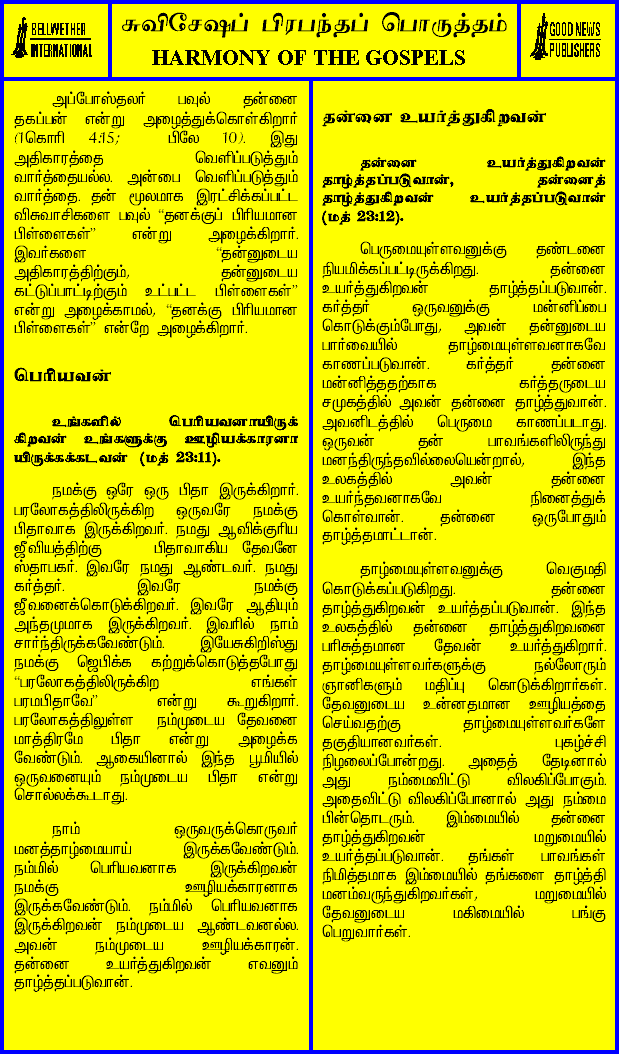 BELLWETHER
INTERNATIONAL
சுவிசேஷப் பிரபந்தப் பொருத்தம்
HARMONY OF THE GOSPELS
GOOD NEWS
PUBLISHERS
அப்போஸ்தலர் பவுல் தன்னை
தகப்பன் என்று அழைத்துக்கொள்கிறார்
(1கொரி 4:15; பிலே 10). இது
அதிகாரத்தை வெளிப்படுத்தும்
வார்த்தையல்ல. அன்பை வெளிப்படுத்தும்
வார்த்தை. தன் மூலமாக இரட்சிக்கப்பட்ட
விசுவாசிகளை பவுல் “தனக்குப் பிரியமான
பிள்ளைகள்” என்று அழைக்கிறார்.
இவர்களை “தன்னுடைய
அதிகாரத்திற்கும், தன்னுடைய
கட்டுப்பாட்டிற்கும் உட்பட்ட பிள்ளைகள்”
என்று அழைக்காமல், “தனக்கு பிரியமான
பிள்ளைகள்” என்றே அழைக்கிறார்.
பெரியவன்
உங்களில் பெரியவனாயிருக்
கிறவன் உங்களுக்கு ஊழியக்காரனா
யிருக்கக்கடவன் (மத் 23:11).
நமக்கு ஒரே ஒரு பிதா இருக்கிறார்.
பரலோகத்திலிருக்கிற ஒருவரே நமக்கு
பிதாவாக இருக்கிறவர். நமது ஆவிக்குரிய
ஜீவியத்திற்கு பிதாவாகிய தேவனே
ஸ்தாபகர். இவரே நமது ஆண்டவர். நமது
கர்த்தர். இவரே நமக்கு
ஜீவனைக்கொடுக்கிறவர். இவரே ஆதியும்
அந்தமுமாக இருக்கிறவர். இவரில் நாம்
சார்ந்திருக்கவேண்டும். இயேசுகிறிஸ்து
நமக்கு ஜெபிக்க கற்றுக்கொடுத்தபோது
“பரலோகத்திலிருக்கிற எங்கள்
பரமபிதாவே” என்று கூறுகிறார்.
பரலோகத்திலுள்ள நம்முடைய தேவனை
மாத்திரமே பிதா என்று அழைக்க
வேண்டும். ஆகையினால் இந்த பூமியில்
ஒருவனையும் நம்முடைய பிதா என்று
சொல்லக்கூடாது.
நாம் ஒருவருக்கொருவர்
மனத்தாழ்மையாய் இருக்கவேண்டும்.
நம்மில் பெரியவனாக இருக்கிறவன்
நமக்கு ஊழியக்காரனாக
இருக்கவேண்டும். நம்மில் பெரியவனாக
இருக்கிறவன் நம்முடைய ஆண்டவனல்ல.
அவன் நம்முடைய ஊழியக்காரன்.
தன்னை உயர்த்துகிறவன் எவனும்
தாழ்த்தப்படுவான்.
தன்னை உயர்த்துகிறவன்
தன்னை உயர்த்துகிறவன்
தாழ்த்தப்படுவான், தன்னைத்
தாழ்த்துகிறவன் உயர்த்தப்படுவான்
(மத் 23:12).
பெருமையுள்ளவனுக்கு தண்டனை
நியமிக்கப்பட்டிருக்கிறது. தன்னை
உயர்த்துகிறவன் தாழ்த்தப்படுவான்.
கர்த்தர் ஒருவனுக்கு மன்னிப்பை
கொடுக்கும்போது, அவன் தன்னுடைய
பார்வையில் தாழ்மையுள்ளவனாகவே
காணப்படுவான். கர்த்தர் தன்னை
மன்னித்ததற்காக கர்த்தருடைய
சமுகத்தில் அவன் தன்னை தாழ்த்துவான்.
அவனிடத்தில் பெருமை காணப்படாது.
ஒருவன் தன் பாவங்களிலிருந்து
மனந்திருந்தவில்லையென்றால், இந்த
உலகத்தில் அவன் தன்னை
உயர்ந்தவனாகவே நினைத்துக்
கொள்வான். தன்னை ஒருபோதும்
தாழ்த்தமாட்டான்.
தாழ்மையுள்ளவனுக்கு வெகுமதி
கொடுக்கப்படுகிறது. தன்னை
தாழ்த்துகிறவன் உயர்த்தப்படுவான். இந்த
உலகத்தில் தன்னை தாழ்த்துகிறவனை
பரிசுத்தமான தேவன் உயர்த்துகிறார்.
தாழ்மையுள்ளவர்களுக்கு நல்லோரும்
ஞானிகளும் மதிப்பு கொடுக்கிறார்கள்.
தேவனுடைய உன்னதமான ஊழியத்தை
செய்வதற்கு தாழ்மையுள்ளவர்களே
தகுதியானவர்கள். புகழ்ச்சி
நிழலைப்போன்றது. அதைத் தேடினால்
அது நம்மைவிட்டு விலகிப்போகும்.
அதைவிட்டு விலகிப்போனால் அது நம்மை
பின்தொடரும். இம்மையில் தன்னை
தாழ்த்துகிறவன் மறுமையில்
உயர்த்தப்படுவான். தங்கள் பாவங்கள்
நிமித்தமாக இம்மையில் தங்களை தாழ்த்தி
மனம்வருந்துகிறவர்கள், மறுமையில்
தேவனுடைய மகிமையில் பங்கு
பெறுவார்கள்.